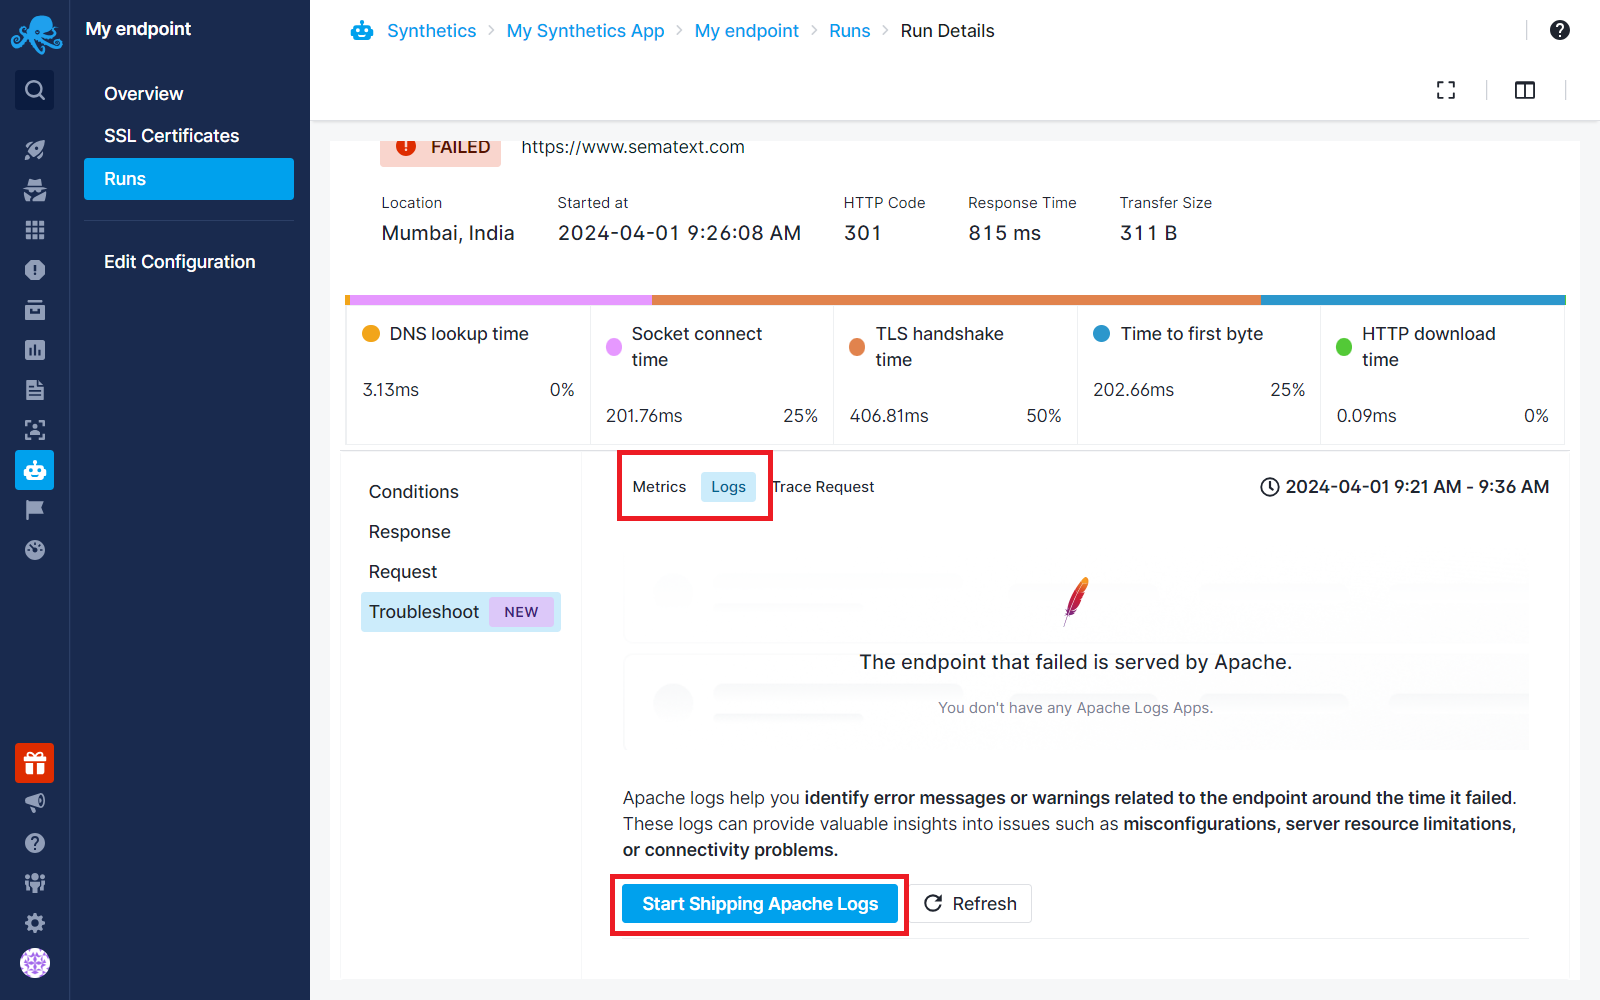 My endpoint
Overview
SSL Certificates
Runs
Edit Configuration
Synthetics > My Synthetics App > My endpoint > Runs > Run Details
FAILED https://www.sematext.com
Location Started at HTTP Code Response Time Transfer Size
Mumbai, India 2024-04-01 9:26:08 AM 301 815 ms 311 B
DNS lookup time
3.13ms 0%
Socket connect
time
201.76ms 25%
TLS handshake
time
406.81ms 50%
Time to first byte
202.66ms 25%
HTTP download
time
0.09ms 0%
Conditions
Response
Request
Troubleshoot NEW
Metrics Logs Trace Request 2024-04-01 9:21 AM - 9:36 AM
The endpoint that failed is served by Apache.
You don't have any Apache Logs Apps.
Apache logs help you identify error messages or warnings related to the endpoint around the time it failed.
These logs can provide valuable insights into issues such as misconfigurations, server resource limitations,
or connectivity problems.
Start Shipping Apache Logs Refresh